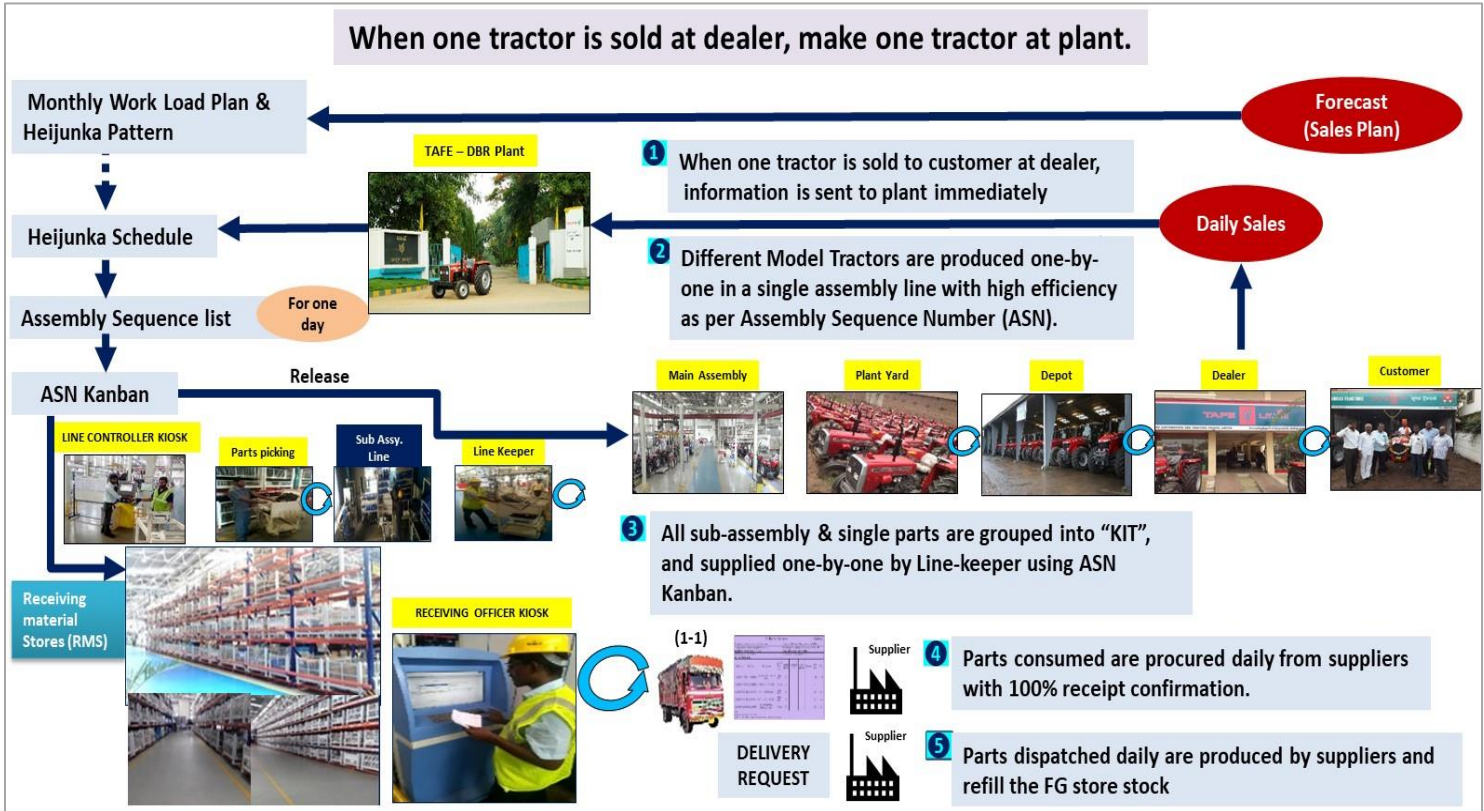 When one tractor is sold at dealer, make one tractor at plant.
Monthly Work Load Plan &
Heijunka Pattern
Forecast
(Sales Plan)
TAFE – DBR Plant
1
When one tractor is sold to customer at dealer,
information is sent to plant immediately
Heijunka Schedule
Daily Sales
2
Different Model Tractors are produced one-by-
one in a single assembly line with high efficiency
as per Assembly Sequence Number (ASN).
Assembly Sequence list
For one
day
ASN Kanban
Release
Main Assembly
Plant Yard
Depot
Dealer
Customer
TAFE
LINE CONTROLLER KIOSK
Parts picking
Sub Assy.
Line
Line Keeper
3
All sub-assembly & single parts are grouped into “KIT”,
and supplied one-by-one by Line-keeper using ASN
Kanban.
Receiving
material
Stores (RMS)
RECEIVING OFFICER KIOSK
(1-1)
Supplier
4
Parts consumed are procured daily from suppliers
with 100% receipt confirmation.
DELIVERY
REQUEST
Supplier
5
Parts dispatched daily are produced by suppliers and
refill the FG store stock